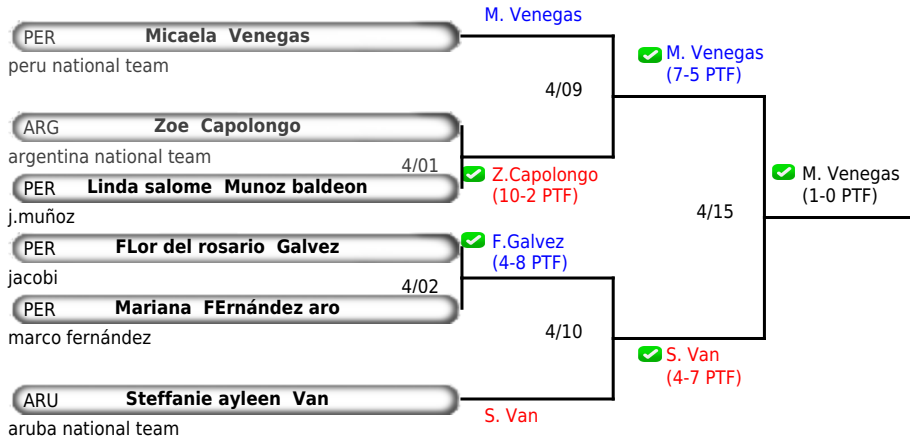 M. Venegas
PER Micaela Venegas
peru national team
M. Venegas
(7-5 PTF)
4/09
ARG Zoe Capolongo
argentina national team
4/01
PER Linda salome Munoz baldeon
Z.Capolongo
(10-2 PTF)
M. Venegas
(1-0 PTF)
j.muñoz
4/15
PER FLor del rosario Galvez
F.Galvez
(4-8 PTF)
jacobi
4/02
PER Mariana FErnández aro
marco fernández
4/10
S. Van
(4-7 PTF)
ARU Steffanie ayleen Van
S. Van
aruba national team